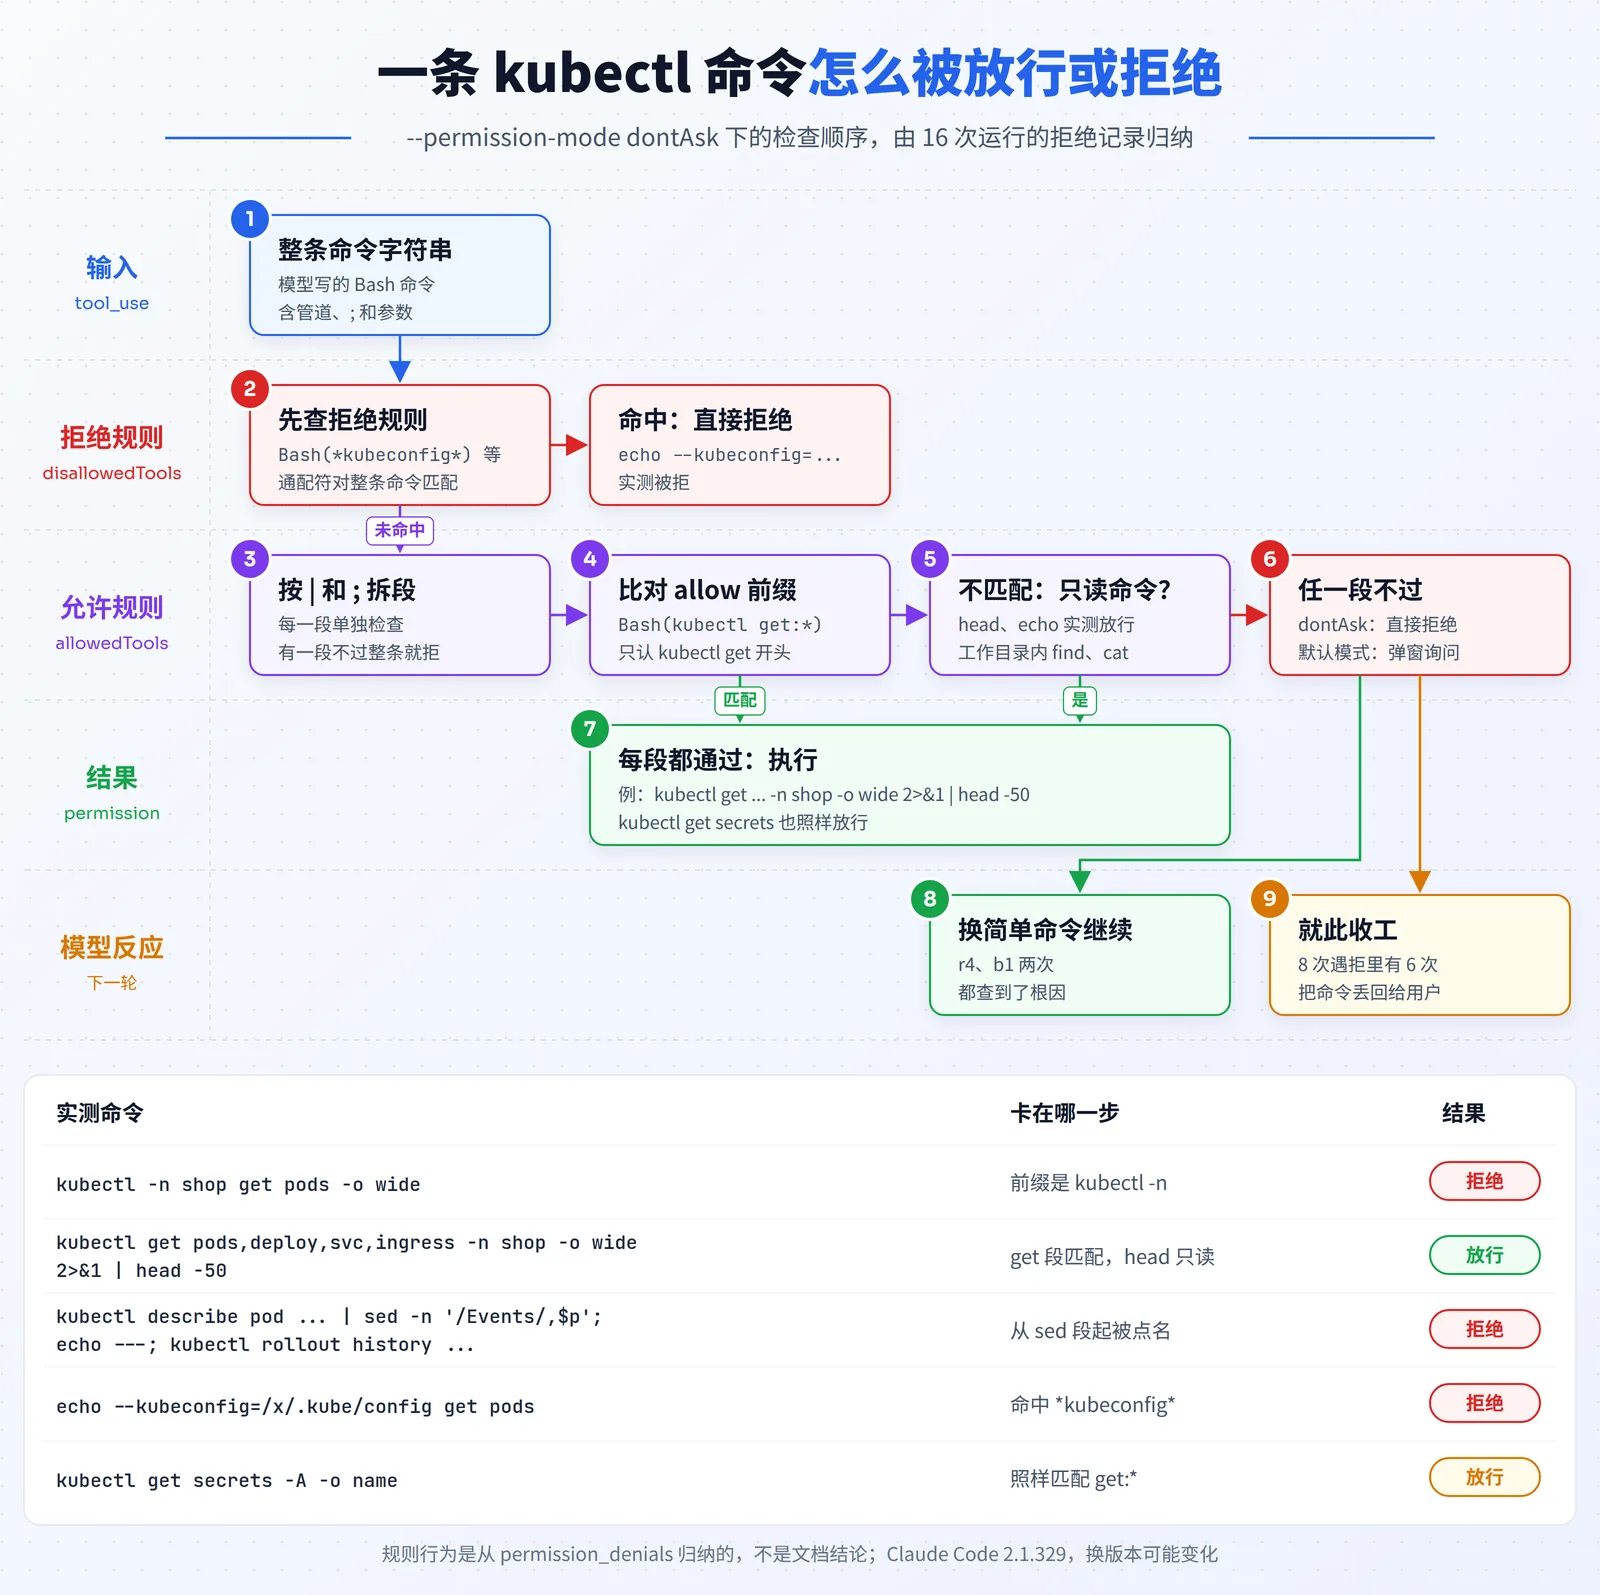 一条 kubectl 命令怎么被放行或拒绝
--permission-mode dontAsk 下的检查顺序，由 16 次运行的拒绝记录归纳
输入
tool_use
1
整条命令字符串
模型写的 Bash 命令
含管道、; 和参数
拒绝规则
disallowedTools
2
先查拒绝规则
Bash(*kubeconfig*) 等
通配符对整条命令匹配
命中：直接拒绝
echo --kubeconfig=...
实测被拒
未命中
允许规则
allowedTools
3
按 | 和 ; 拆段
每一段单独检查
有一段不过整条就拒
4
比对 allow 前缀
Bash(kubectl get:*)
只认 kubectl get 开头
5
不匹配：只读命令？
head、echo 实测放行
工作目录内 find、cat
6
任一段不过
dontAsk：直接拒绝
默认模式：弹窗询问
匹配
是
结果
permission
7
每段都通过：执行
例：kubectl get ... -n shop -o wide 2>&1 | head -50
kubectl get secrets 也照样放行
模型反应
下一轮
8
换简单命令继续
r4、b1 两次
都查到了根因
9
就此收工
8 次遇拒里有 6 次
把命令丢回给用户
实测命令
卡在哪一步
结果
kubectl -n shop get pods -o wide
前缀是 kubectl -n
拒绝
kubectl get pods,deploy,svc,ingress -n shop -o wide
2>&1 | head -50
get 段匹配，head 只读
放行
kubectl describe pod ... | sed -n '/Events/,$p';
echo ---; kubectl rollout history ...
从 sed 段起被点名
拒绝
echo --kubeconfig=/x/.kube/config get pods
命中 *kubeconfig*
拒绝
kubectl get secrets -A -o name
照样匹配 get:*
放行
规则行为是从 permission_denials 归纳的，不是文档结论；Claude Code 2.1.329，换版本可能变化